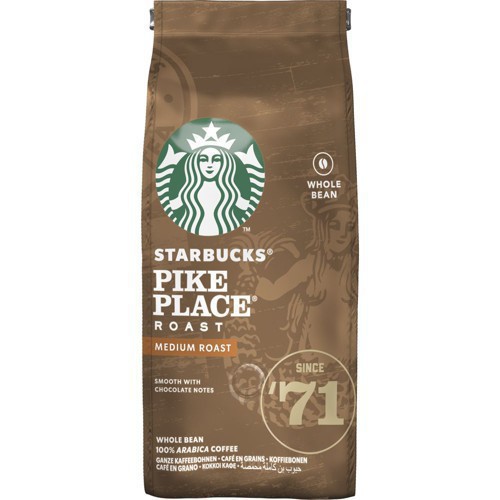 WHOLE
BEAN
TM
STARBUCKS®
PIKE
PLACE®
ROAST
MEDIUM ROAST
SMOOTH WITH
CHOCOLATE NOTES
SINCE
'71
WHOLE BEAN
100% ARABICA COFFEE
GANZE KAFFEEBOHNEN • CAFÉ EN GRAINS • KOFFIEBONEN
CAFÉ EN GRANO • ΚΟΚΚΟΙ ΚΑΦΕ • حبوب بن كاملة محمصة